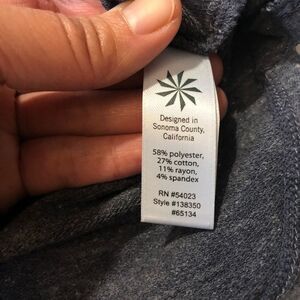 Designed in
Sonoma County,
California
58% polyester,
27% cotton,
11% rayon,
4% spandex
RN #54023
Style #138350
#65134